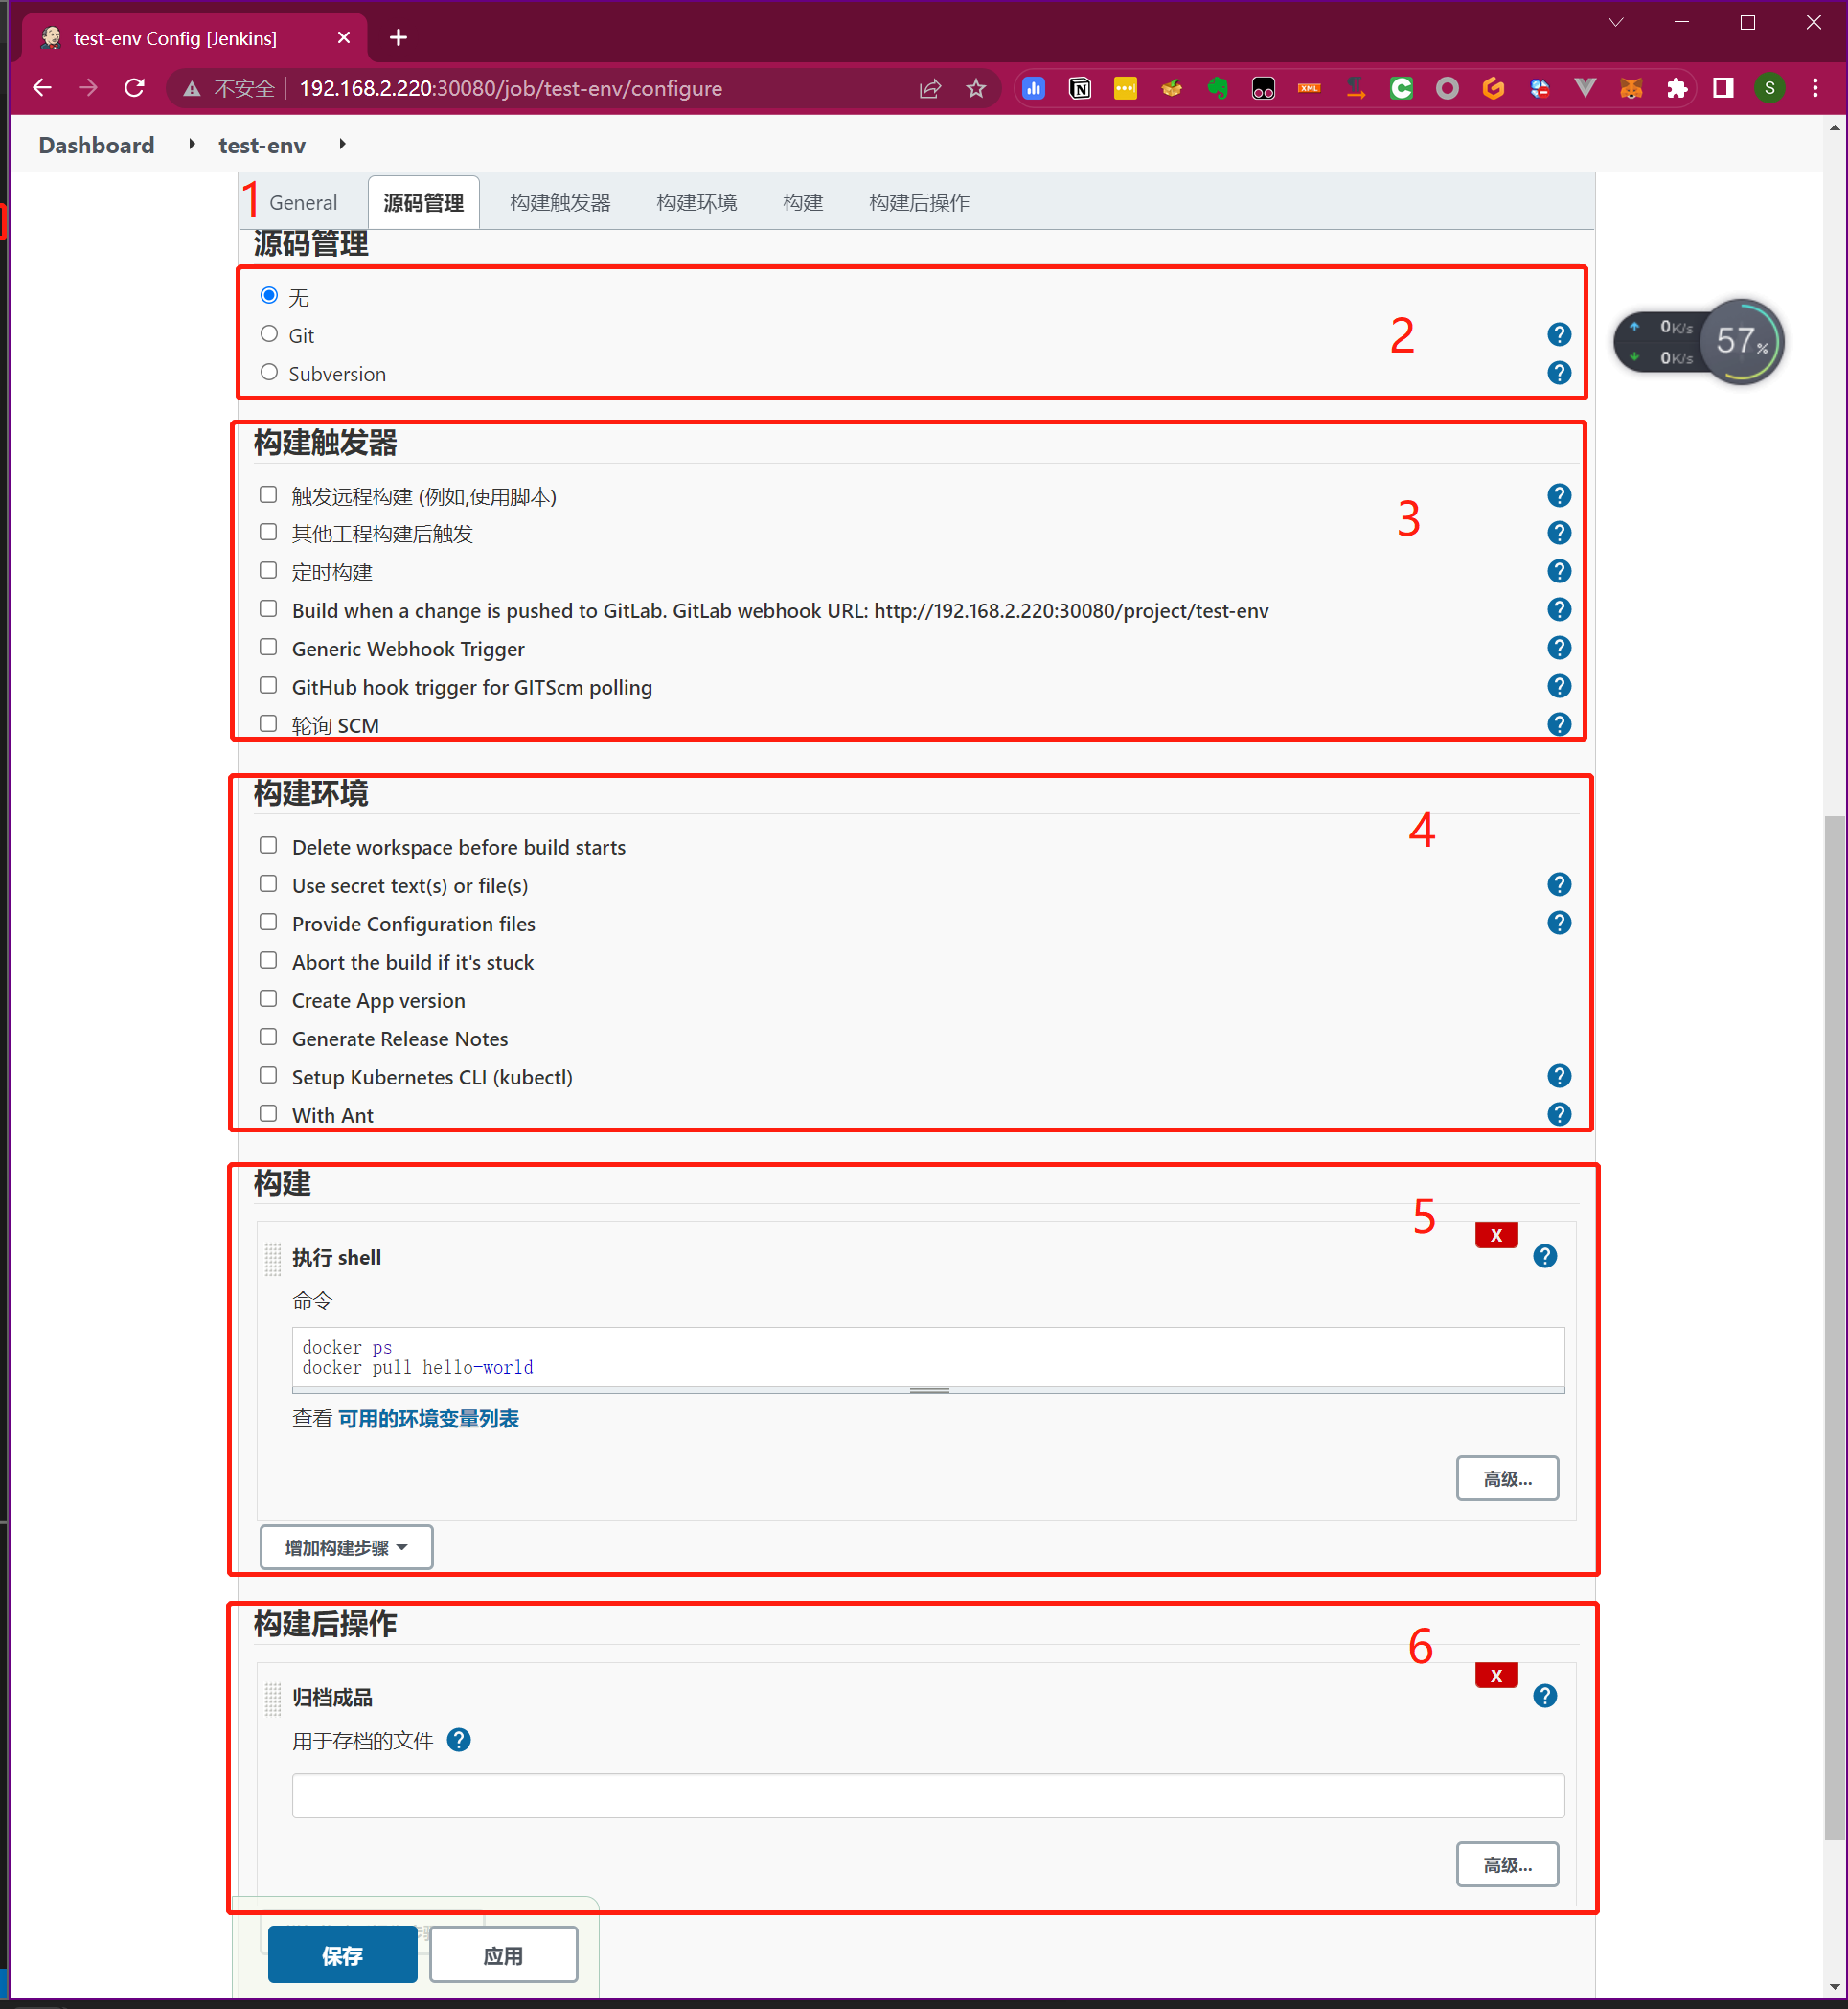 test-env Config [Jenkins]
不安全 192.168.2.220:30080/job/test-env/configure
XML
S
Dashboard
test-env
1
General
源码管理
构建触发器
构建环境
构建
构建后操作
源码管理
无
Git
Subversion
2
0K/s
0K/s
57%
构建触发器
3
触发远程构建 (例如,使用脚本)
其他工程构建后触发
定时构建
Build when a change is pushed to GitLab. GitLab webhook URL: http://192.168.2.220:30080/project/test-env
Generic Webhook Trigger
GitHub hook trigger for GITScm polling
轮询 SCM
构建环境
4
Delete workspace before build starts
Use secret text(s) or file(s)
Provide Configuration files
Abort the build if it's stuck
Create App version
Generate Release Notes
Setup Kubernetes CLI (kubectl)
With Ant
构建
5
X
执行 shell
命令
docker ps
docker pull hello-world
查看 可用的环境变量列表
高级...
增加构建步骤
构建后操作
6
X
归档成品
用于存档的文件
高级...
保存
应用